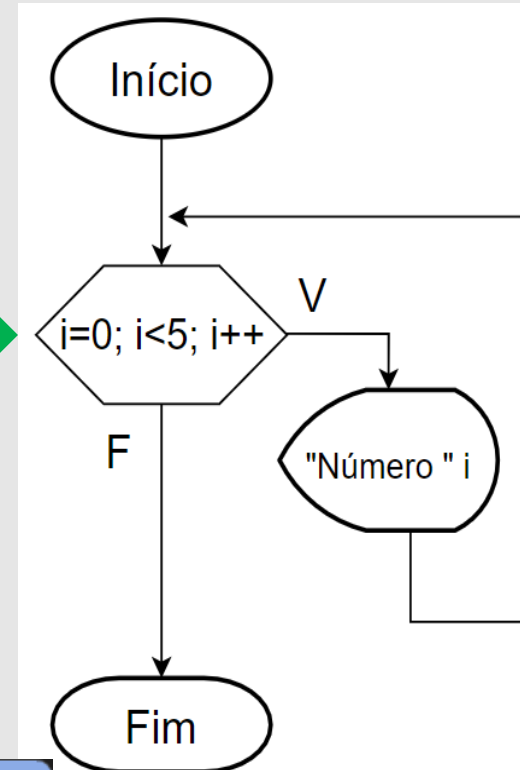 Início
i=0; i<5; i++
V
F
"Número " i
Fim